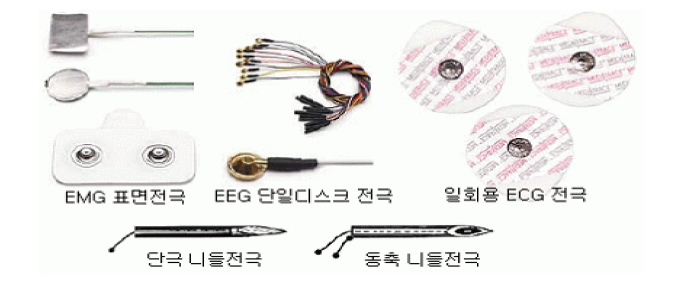 EMG 표면전극
EEG 단일디스크 전극
일회용 ECG 전극
단극 니들전극
동축 니들전극